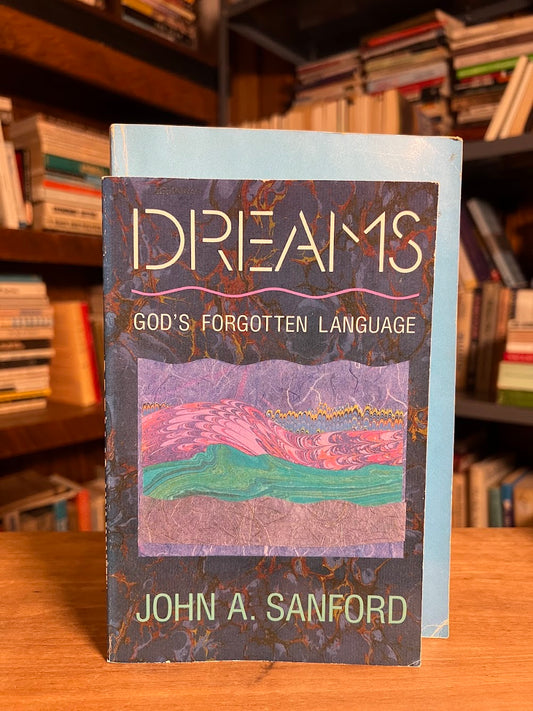 DREAMS
GOD'S FORGOTTEN LANGUAGE
JOHN A. SANFORD